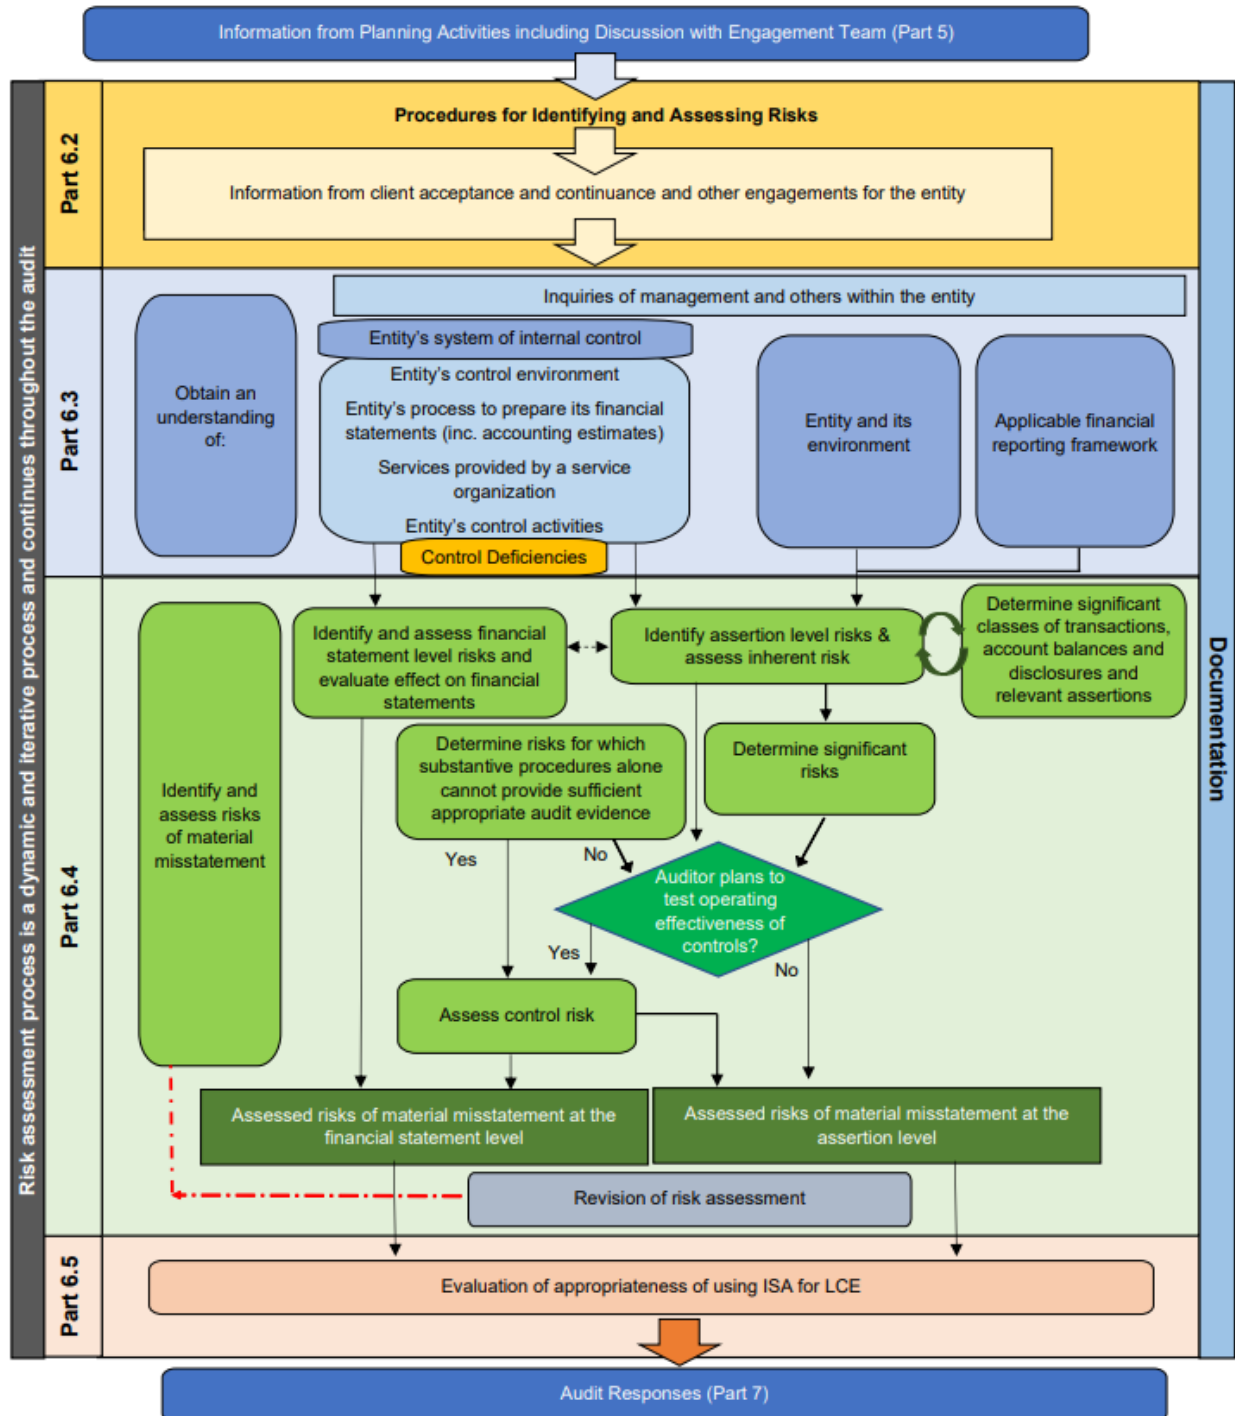 Information from Planning Activities including Discussion with Engagement Team (Part 5)
Risk assessment process is a dynamic and iterative process and continues throughout the audit
Documentation
Part 6.2
Procedures for Identifying and Assessing Risks
Information from client acceptance and continuance and other engagements for the entity
Part 6.3
Inquiries of management and others within the entity
Obtain an
understanding
of:
Entity's system of internal control
Entity's control environment
Entity's process to prepare its financial
statements (inc. accounting estimates)
Services provided by a service
organization
Entity's control activities
Control Deficiencies
Entity and its
environment
Applicable financial
reporting framework
Part 6.4
Identify and
assess risks
of material
misstatement
Identify and assess financial
statement level risks and
evaluate effect on financial
statements
Identify assertion level risks &
assess inherent risk
Determine significant
classes of transactions,
account balances and
disclosures and
relevant assertions
Determine risks for which
substantive procedures alone
cannot provide sufficient
appropriate audit evidence
Determine significant
risks
Yes
No
Auditor plans to
test operating
effectiveness of
controls?
Yes
No
Assess control risk
Assessed risks of material misstatement at the
financial statement level
Assessed risks of material misstatement at the
assertion level
Revision of risk assessment
Part 6.5
Evaluation of appropriateness of using ISA for LCE
Audit Responses (Part 7)